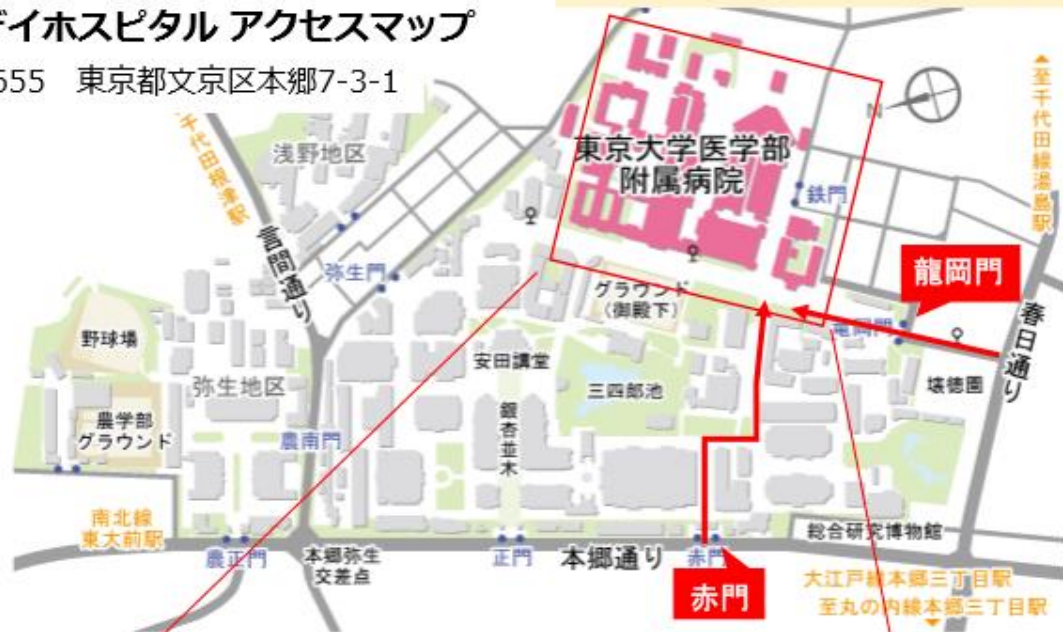 デイホスピタル アクセスマップ
555 東京都文京区本郷7-3-1
千代田根津駅
浅野地区
東京大学医学部
附属病院
至千代田線湯島駅
N
鉄門
言問通り
弥生門
龍岡門
グラウンド
(御殿下)
龍岡門
春日通り
野球場
安田講堂
三四郎池
弥生地区
懐徳園
農学部
グラウンド
銀杏並木
農南門
南北線
東大前駅
総合研究博物館
農正門
本郷弥生
交差点
正門
本郷通り
赤門
赤門
大江戸線本郷三丁目駅
至丸の内線本郷三丁目駅